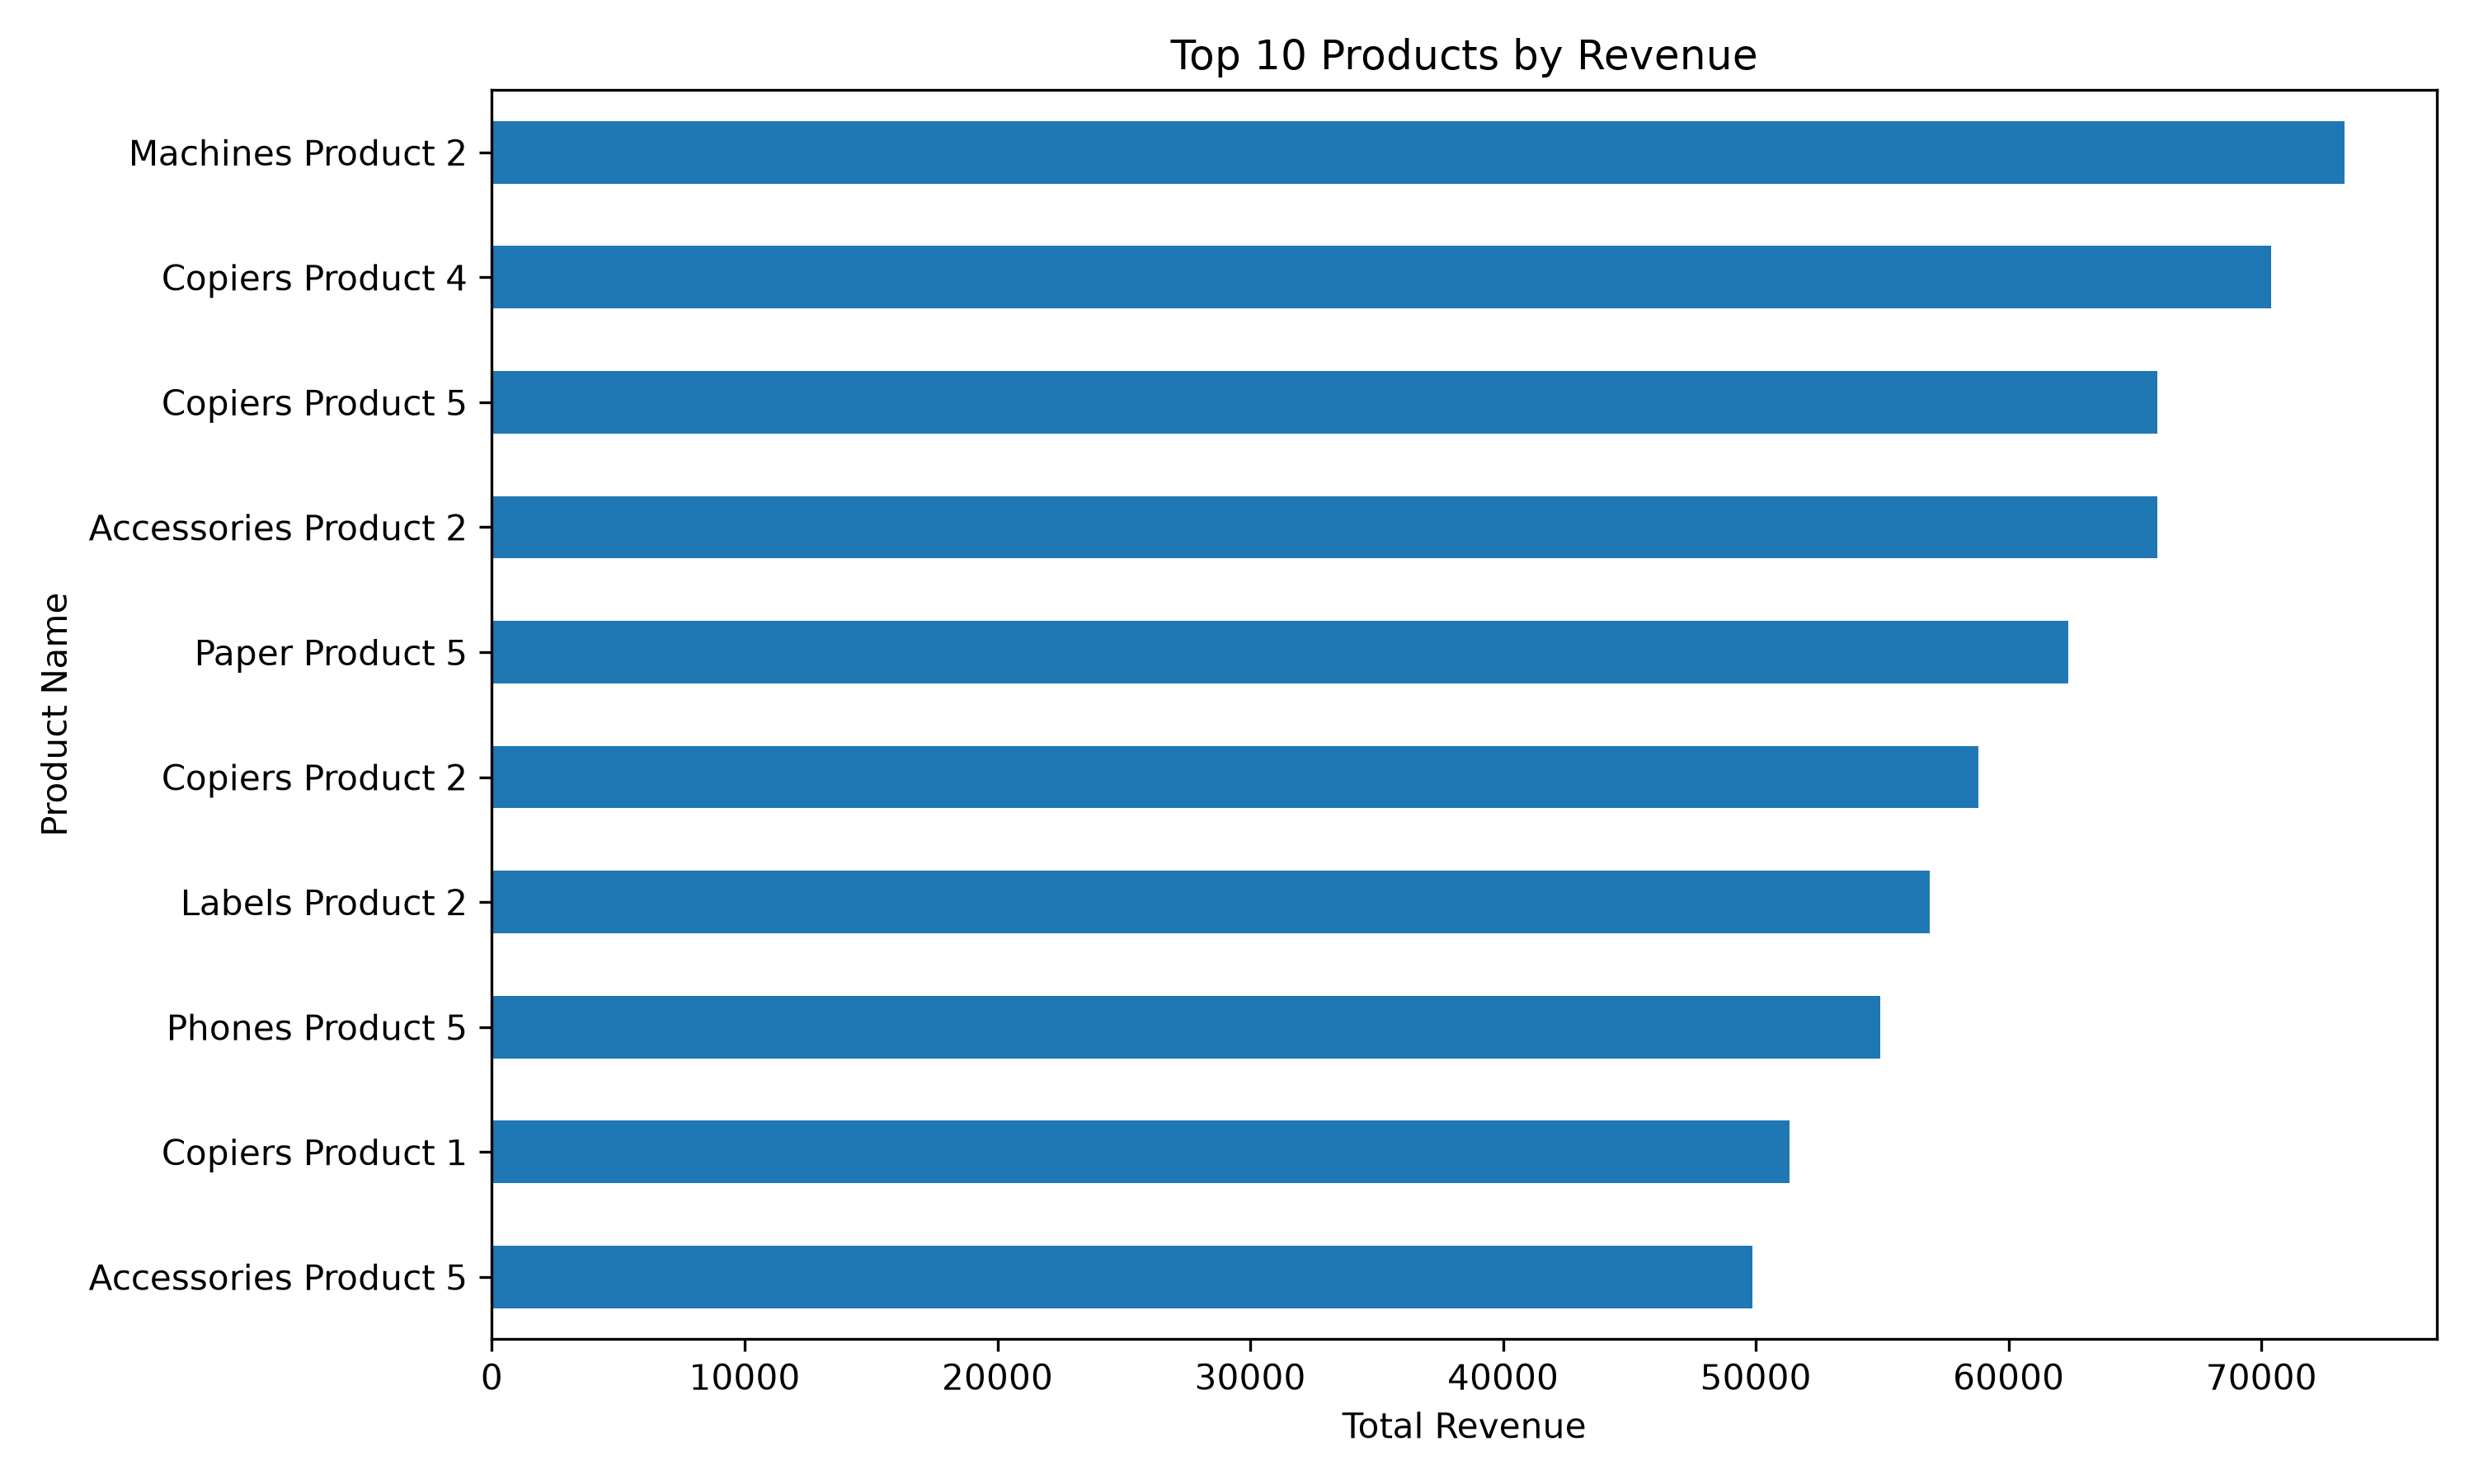 Top 10 Products by Revenue
Machines Product 2
Copiers Product 4
Copiers Product 5
Accessories Product 2
Paper Product 5
Copiers Product 2
Labels Product 2
Phones Product 5
Copiers Product 1
Accessories Product 5
Product Name
0 10000 20000 30000 40000 50000 60000 70000
Total Revenue